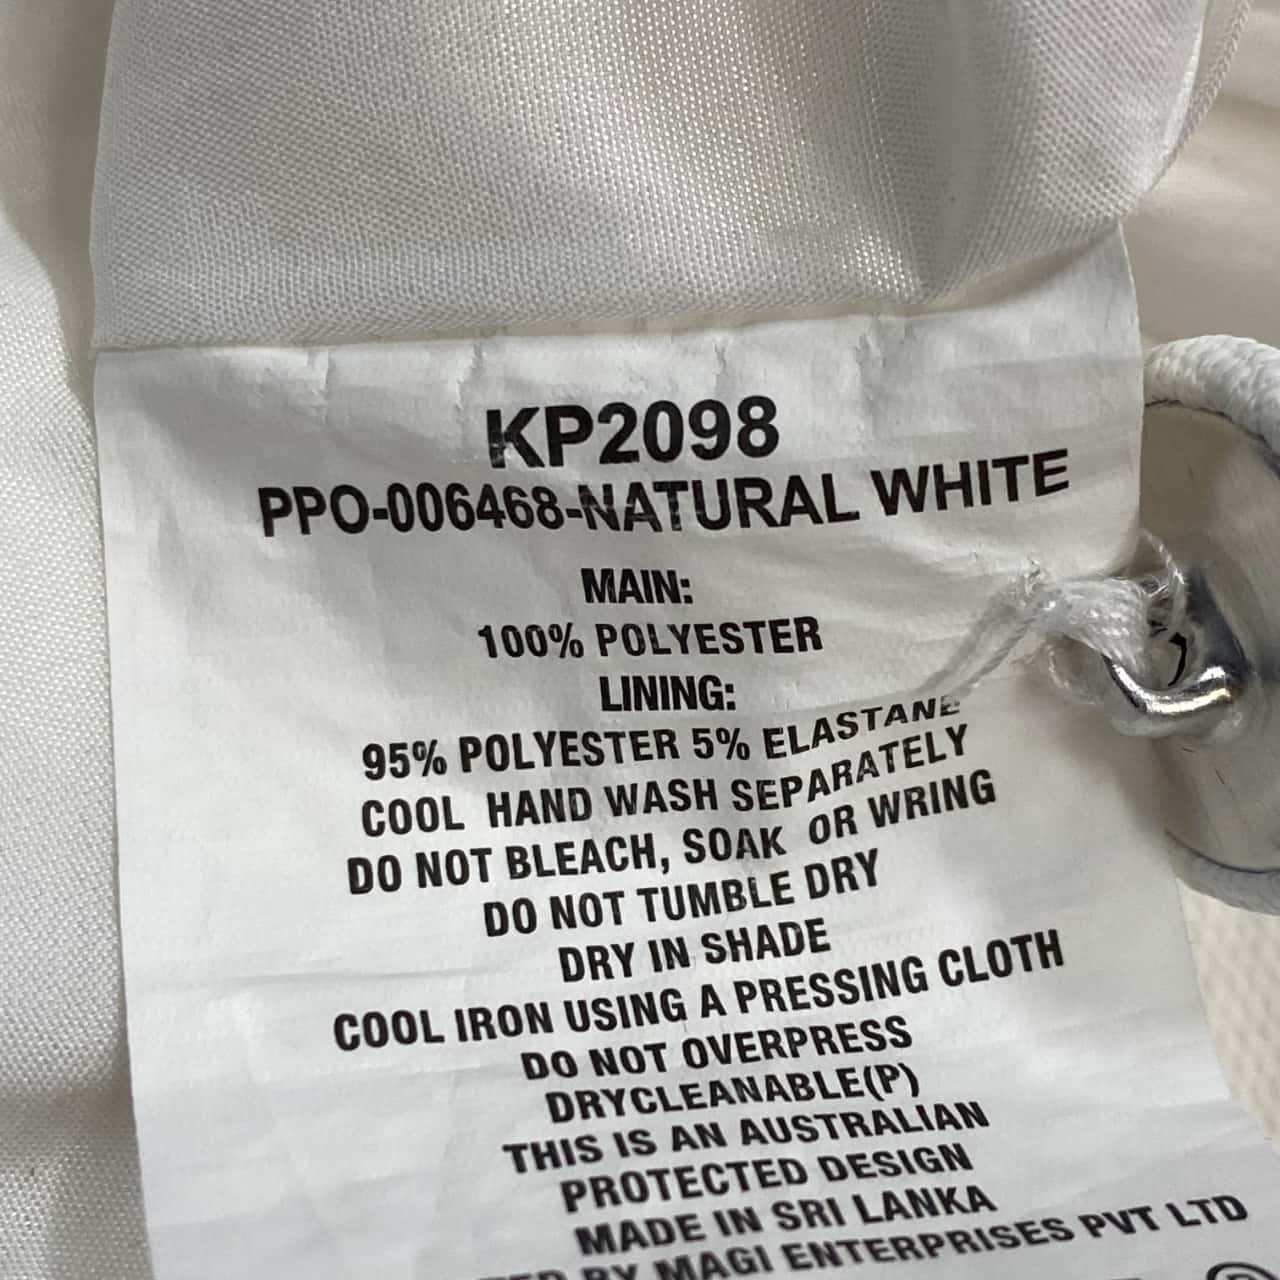 KP2098
PPO-006468-NATURAL WHITE
MAIN:
100% POLYESTER
LINING:
95% POLYESTER 5% ELASTANE
COOL HAND WASH SEPARATELY
DO NOT BLEACH, SOAK OR WRING
DO NOT TUMBLE DRY
DRY IN SHADE
COOL IRON USING A PRESSING CLOTH
DO NOT OVERPRESS
DRYCLEANABLE(P)
THIS IS AN AUSTRALIAN
PROTECTED DESIGN
MADE IN SRI LANKA
BY MAGI ENTERPRISES PVT LTD